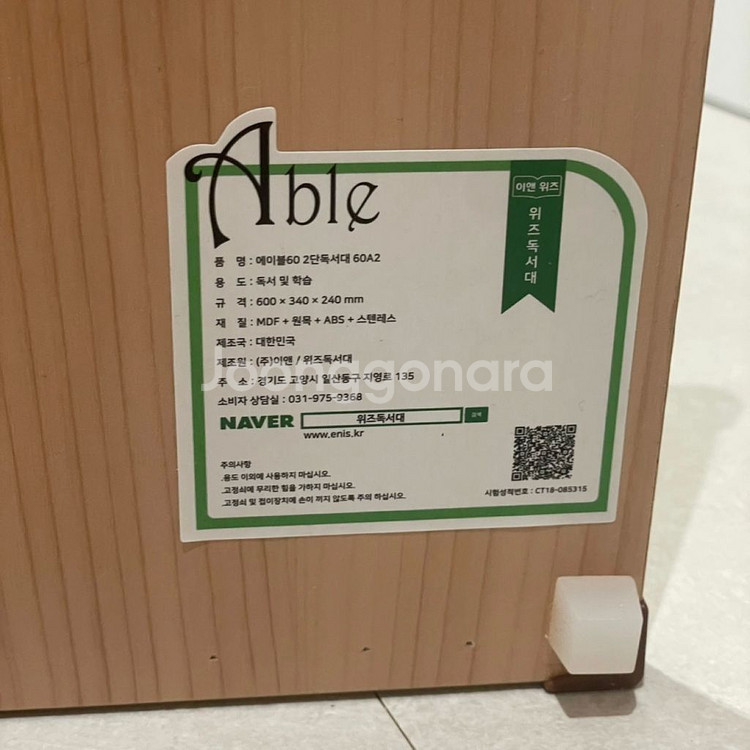 Able
이앤 위즈
위즈독서대
품 명 : 에이블60 2단독서대 60A2
용 도 : 독서 및 학습
규 격 : 600 × 340 × 240 mm
재 질 : MDF + 원목 + ABS + 스텐레스
제조국 : 대한민국
제조원 : (주)이앤 / 위즈독서대
주 소 : 경기도 고양시 일산동구 지영로 135
Joonggonara
소비자 상담실 : 031-975-9368
NAVER 위즈독서대 검색
www.enis.kr
주의사항
.용도 이외에 사용하지 마십시오.
.고정쇠에 무리한 힘을 가하지 마십시오.
.고정쇠 및 접이장치에 손이 끼지 않도록 주의 하십시오.
시험성적번호 : CT18-085315